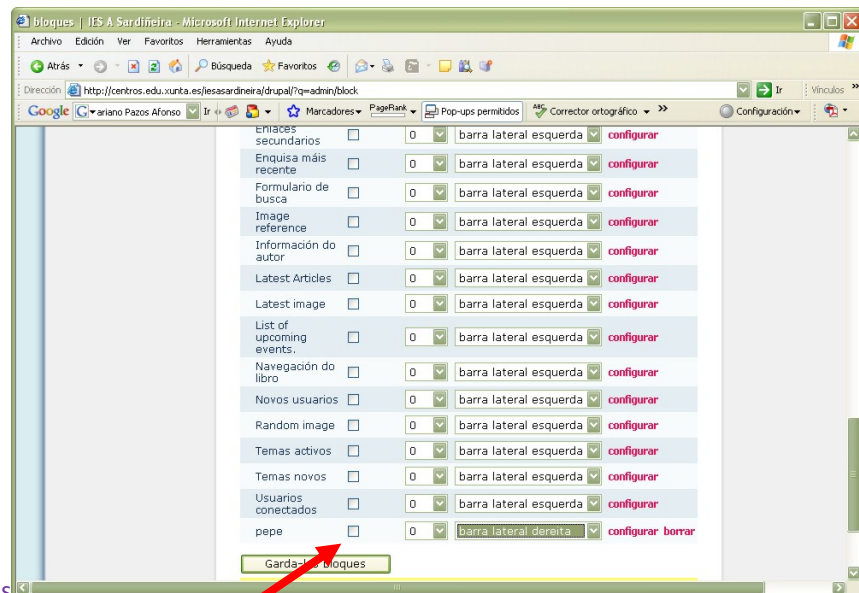 bloques | IES A Sardiñeira - Microsoft Internet Explorer
Archivo Edición Ver Favoritos Herramientas Ayuda
Atrás Búsqueda Favoritos
Dirección http://centros.edu.xunta.es/iesasardineira/drupal/?q=admin/block Ir Vínculos »
Google G ariano Pazos Afonso Ir Marcadores PageRank Pop-ups permitidos ABC Corrector ortográfico » Configuración
Enlaces
secundarios 0 barra lateral esquerda configurar
Enquisa máis
recente 0 barra lateral esquerda configurar
Formulario de
busca 0 barra lateral esquerda configurar
Image
reference 0 barra lateral esquerda configurar
Información do
autor 0 barra lateral esquerda configurar
Latest Articles 0 barra lateral esquerda configurar
Latest image 0 barra lateral esquerda configurar
List of
upcoming
events. 0 barra lateral esquerda configurar
Navegación do
libro 0 barra lateral esquerda configurar
Novos usuarios 0 barra lateral esquerda configurar
Random image 0 barra lateral esquerda configurar
Temas activos 0 barra lateral esquerda configurar
Temas novos 0 barra lateral esquerda configurar
Usuarios
conectados 0 barra lateral esquerda configurar
pepe 0 barra lateral dereita configurar borrar
bloques
s